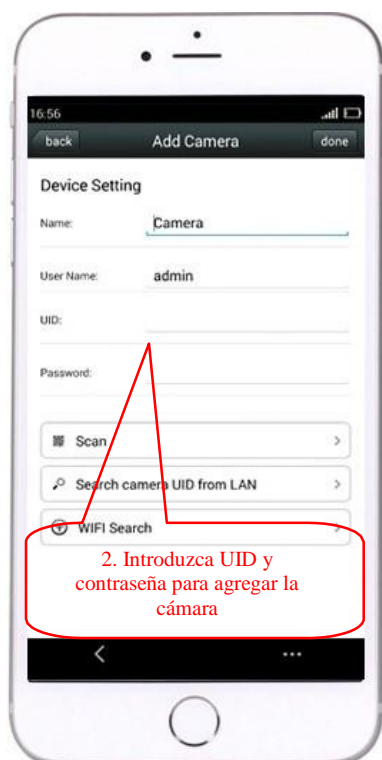 16:56
back Add Camera done
Device Setting
Name: Camera
User Name: admin
UID:
Password:
Scan
Search camera UID from LAN
WIFI Search
2. Introduzca UID y
contraseña para agregar la
cámara